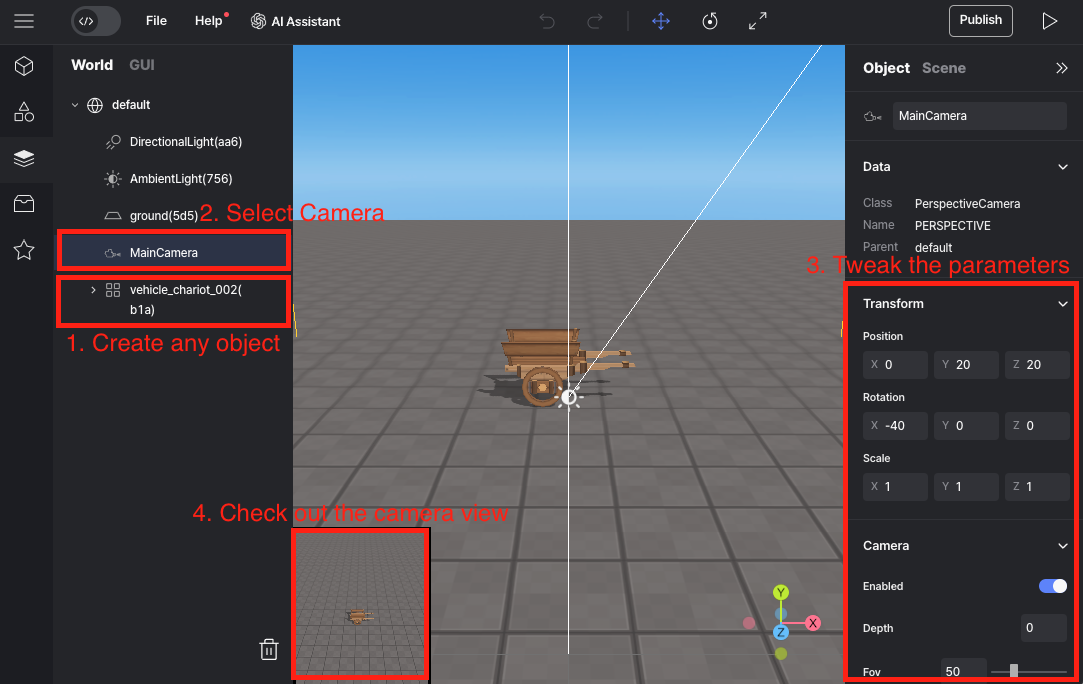 File Help AI Assistant Publish
World GUI
Object Scene
default
MainCamera
DirectionalLight(aa6)
AmbientLight(756)
ground(5d5)
2. Select Camera
MainCamera
vehicle_chariot_002(
b1a)
1. Create any object
4. Check out the camera view
Y
X
Z
Data
Class PerspectiveCamera
Name PERSPECTIVE
Parent default
3. Tweak the parameters
Transform
Position
X 0 Y 20 Z 20
Rotation
X -40 Y 0 Z 0
Scale
X 1 Y 1 Z 1
Camera
Enabled
Depth 0
Fov 50